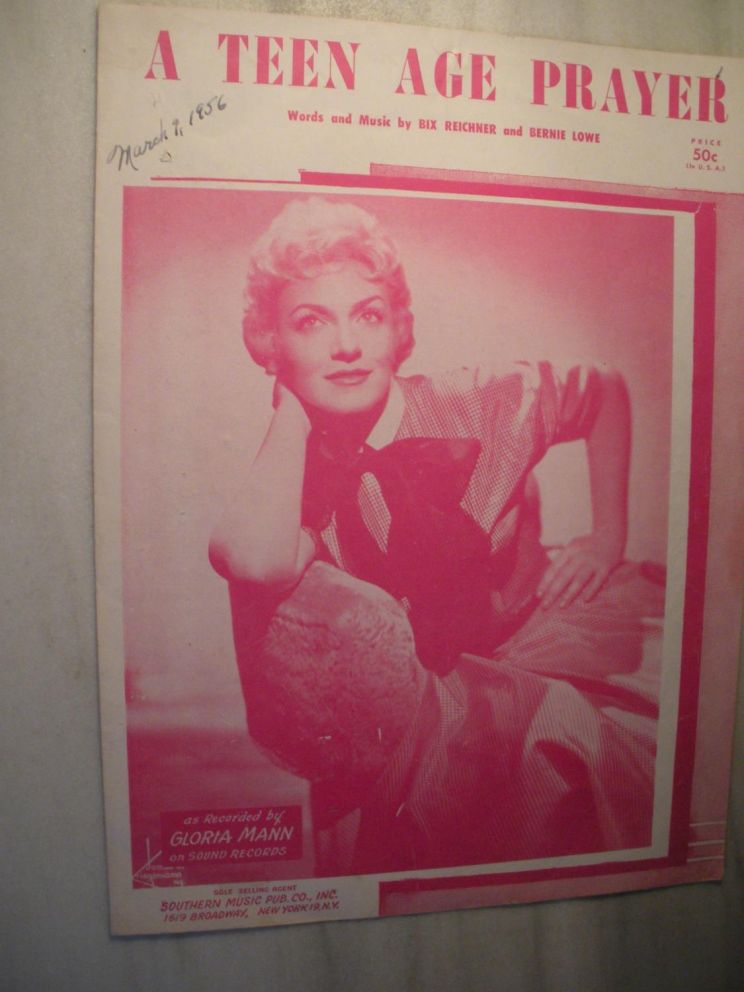 A TEEN AGE PRAYER
March 9, 1956
Words and Music by BIX REICHNER and BERNIE LOWE
PRICE
50c
(In U. S. A.)
as Recorded by
GLORIA MANN
on SOUND RECORDS
SOLE SELLING AGENT
SOUTHERN MUSIC PUB. CO., INC.
1619 BROADWAY, NEW YORK 19, N.Y.